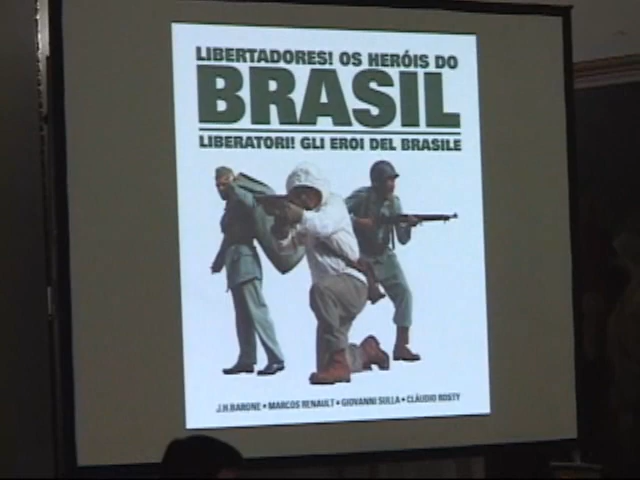 LIBERTADORES! OS HERÓIS DO
BRASIL
LIBERATORI! GLI EROI DEL BRASILE
J.H BARONE • MARCOS RENAULT • GIOVANNI SULLA • CLÁUDIO ROSTY